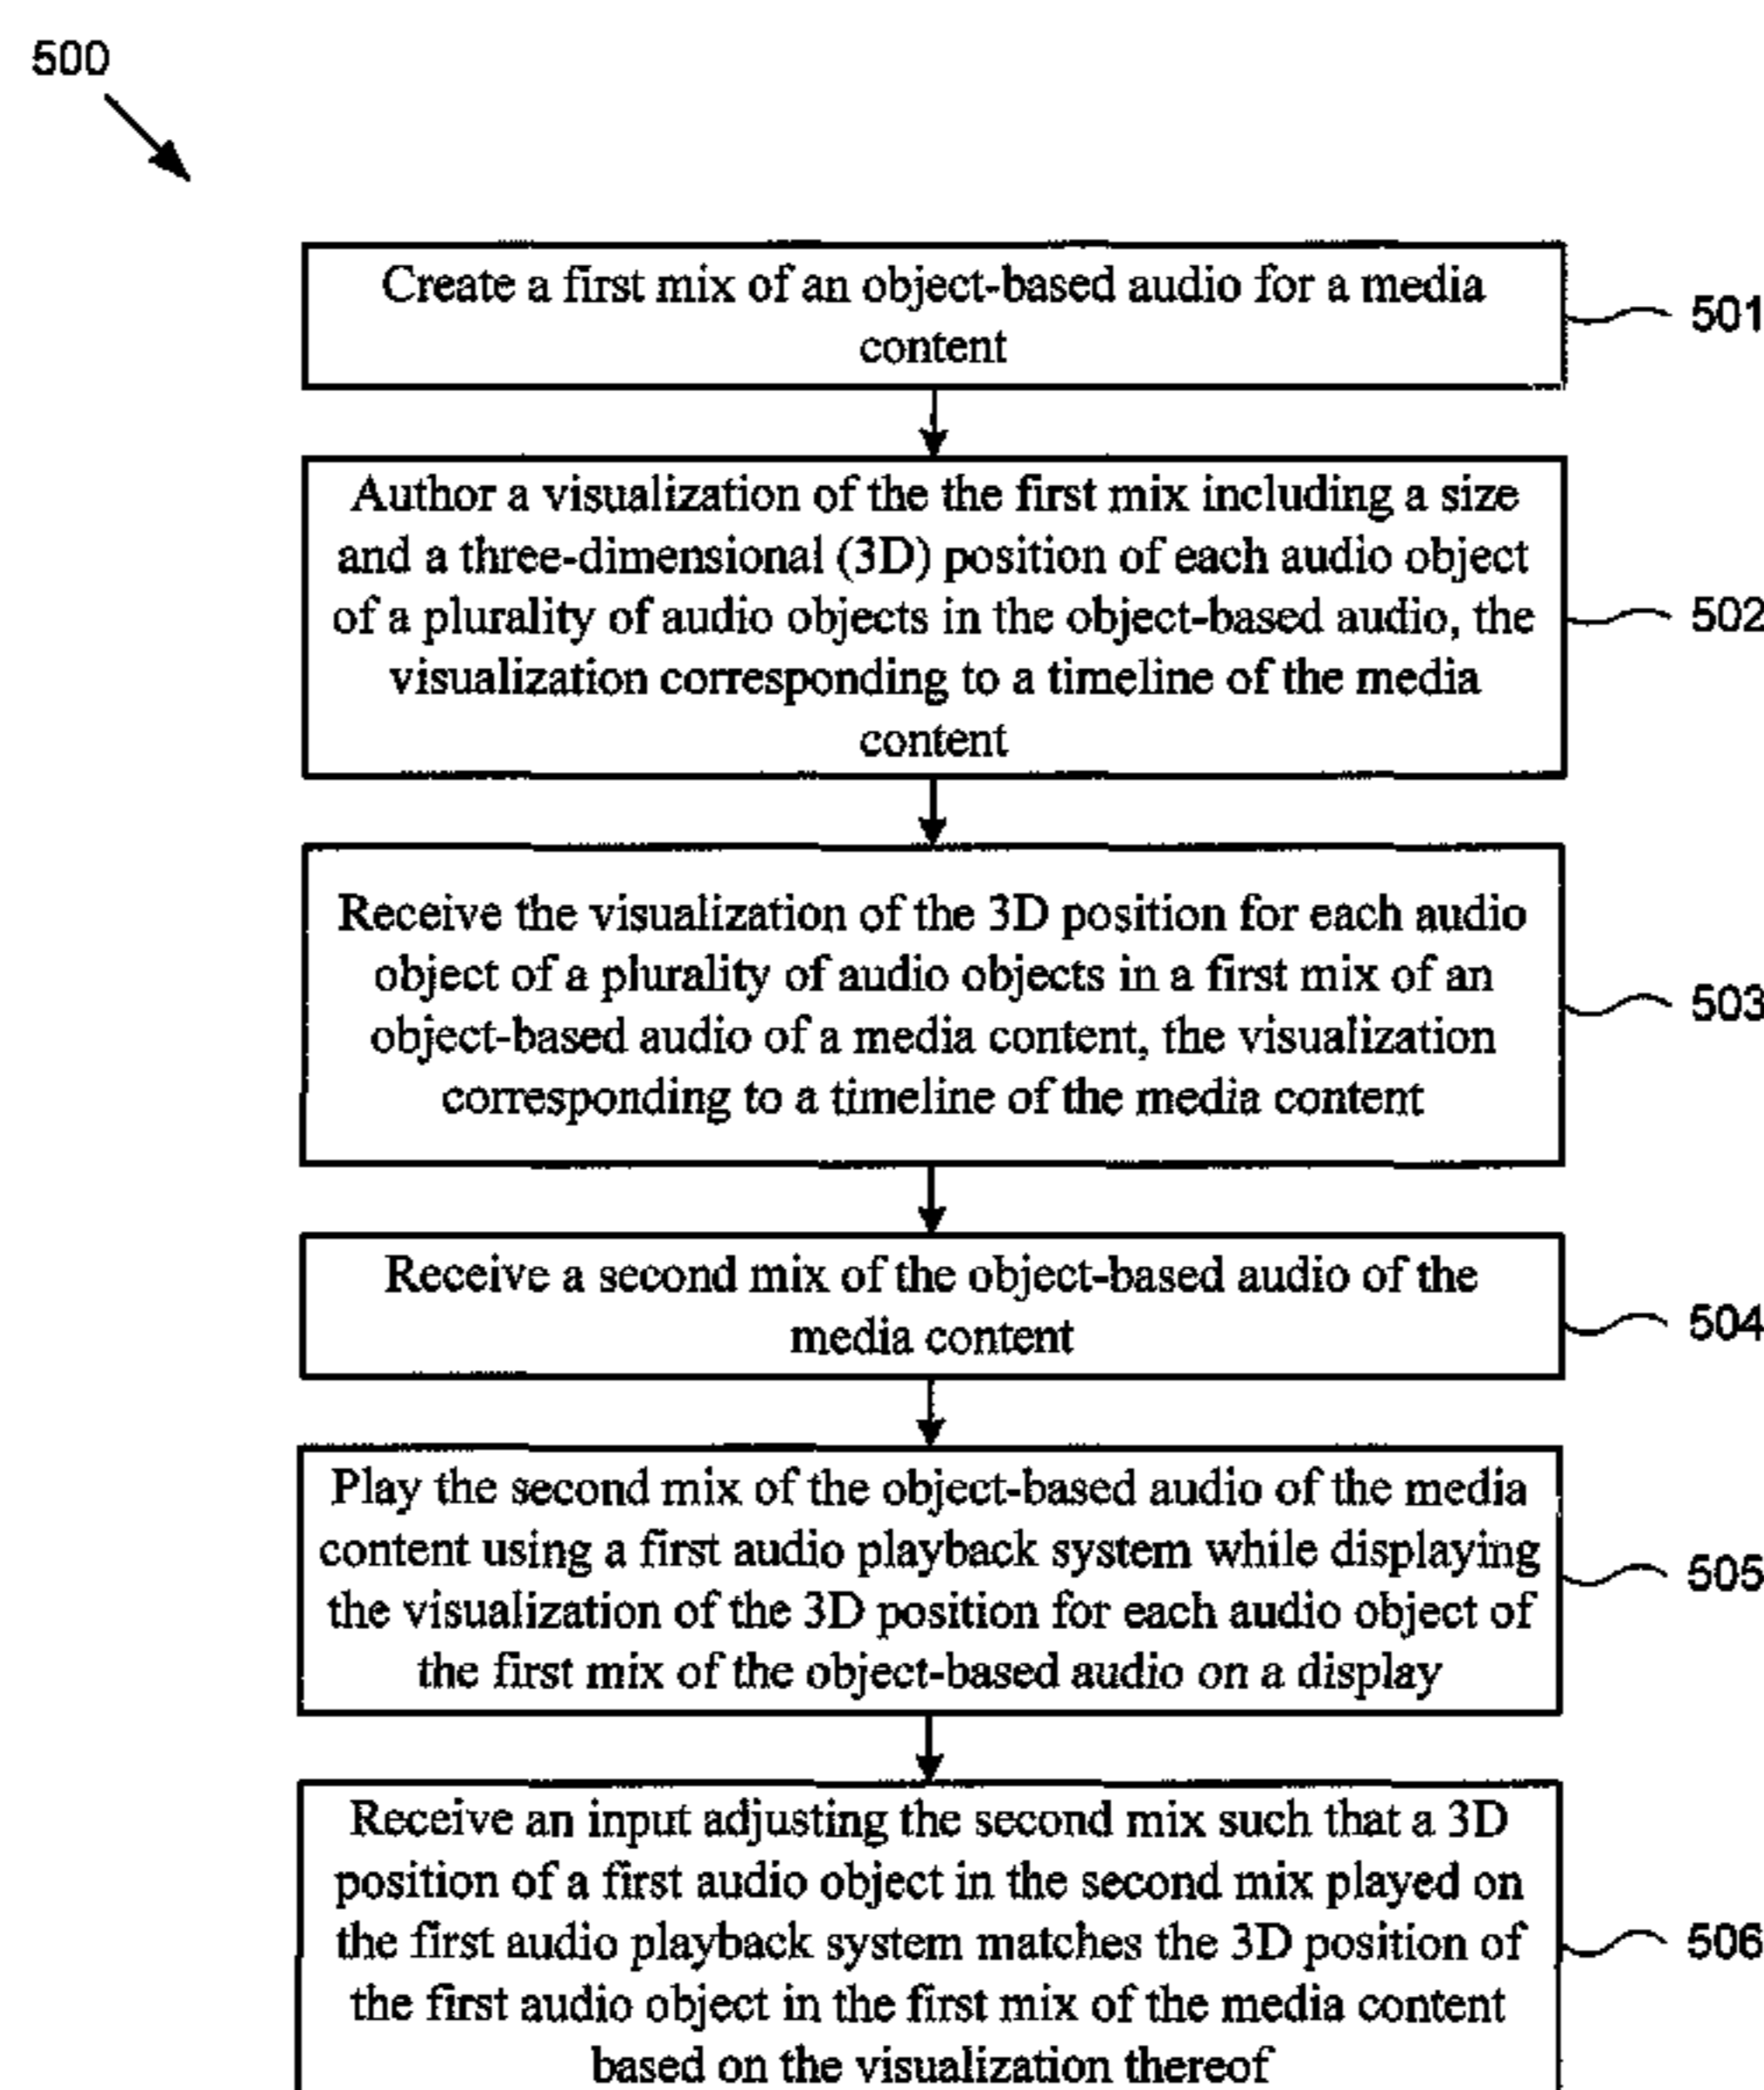 500
Create a first mix of an object-based audio for a media
content
501
Author a visualization of the the first mix including a size
and a three-dimensional (3D) position of each audio object
of a plurality of audio objects in the object-based audio, the
visualization corresponding to a timeline of the media
content
502
Receive the visualization of the 3D position for each audio
object of a plurality of audio objects in a first mix of an
object-based audio of a media content, the visualization
corresponding to a timeline of the media content
503
Receive a second mix of the object-based audio of the
media content
504
Play the second mix of the object-based audio of the media
content using a first audio playback system while displaying
the visualization of the 3D position for each audio object of
the first mix of the object-based audio on a display
505
Receive an input adjusting the second mix such that a 3D
position of a first audio object in the second mix played on
the first audio playback system matches the 3D position of
the first audio object in the first mix of the media content
based on the visualization thereof
506